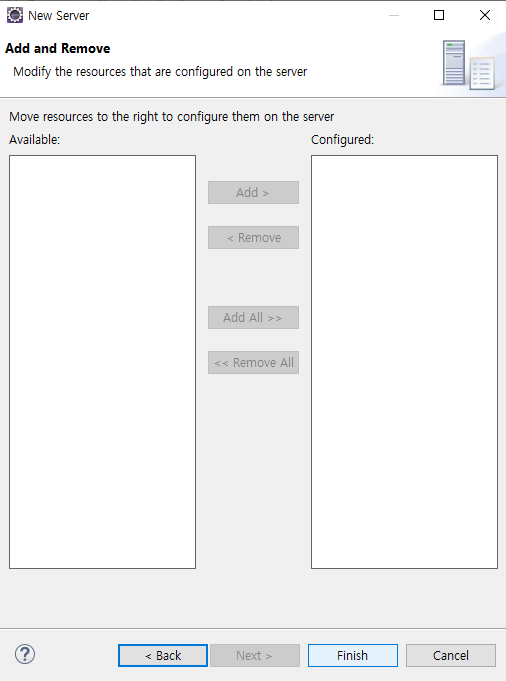 New Server
Add and Remove
Modify the resources that are configured on the server
Move resources to the right to configure them on the server
Available:
Configured:
Add >
< Remove
Add All >>
<< Remove All
?
< Back
Next >
Finish
Cancel